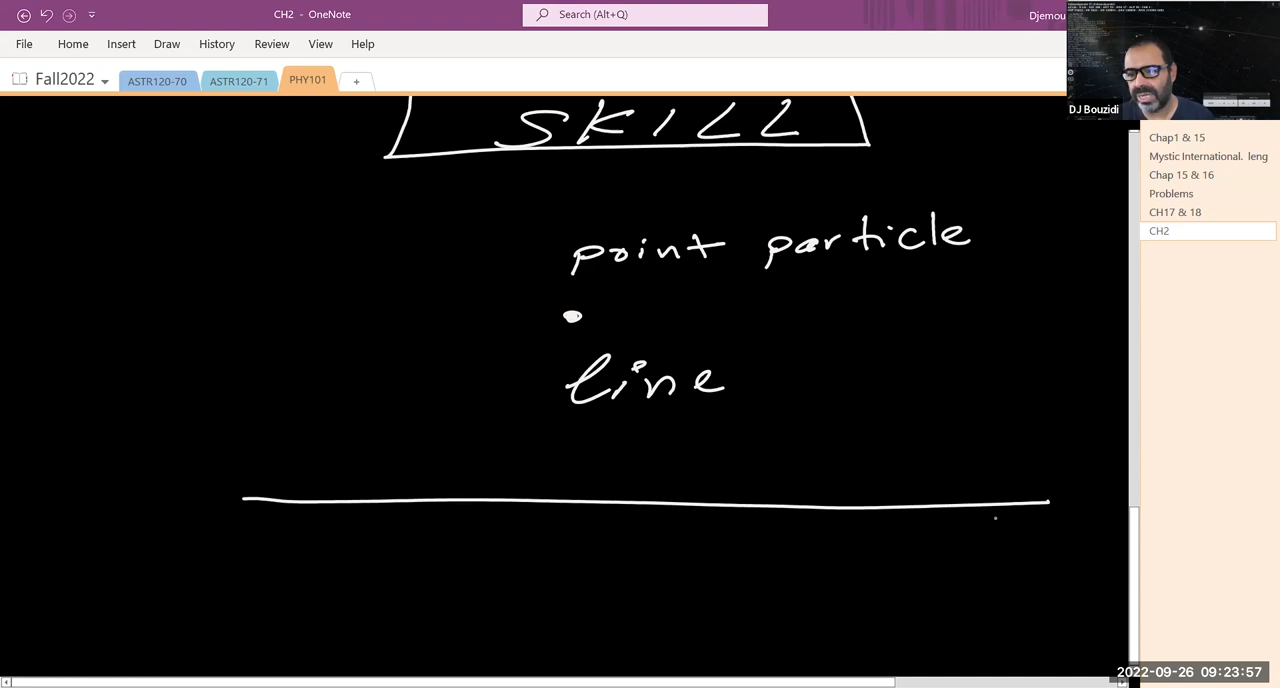 CH2 - OneNote
Search (Alt+Q)
Djemou
File Home Insert Draw History Review View Help
Fall2022 ASTR120-70 ASTR120-71 PHY101 +
DJ Bouzidi
Chap1 & 15
Mystic International. leng
Chap 15 & 16
Problems
CH17 & 18
CH2
SKILL
point particle
line
2022-09-26 09:23:57